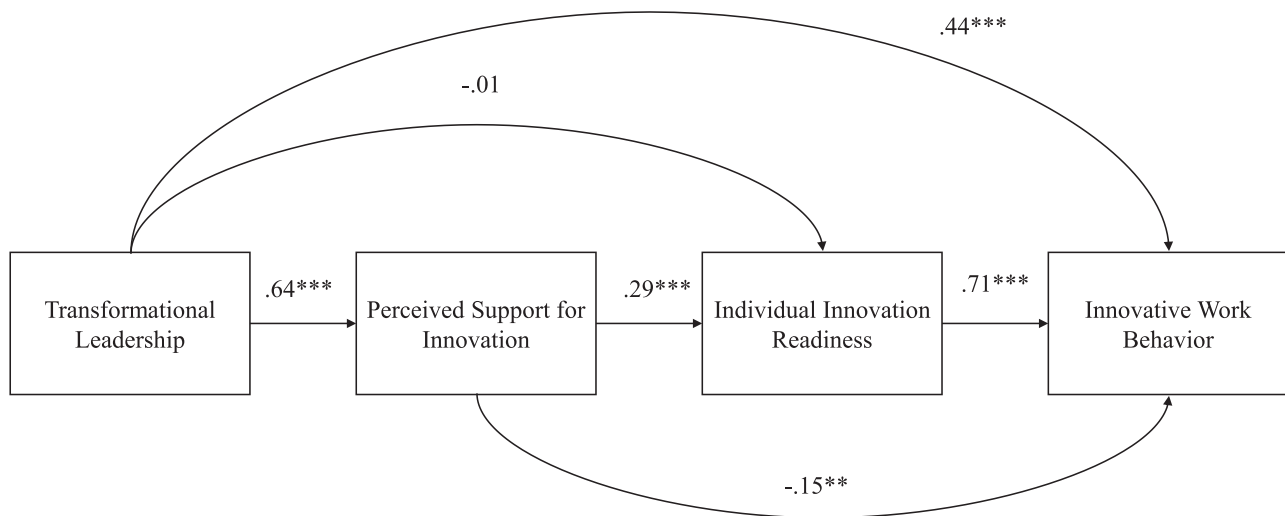 .44***
-.01
Transformational
Leadership
.64***
Perceived Support for
Innovation
.29***
Individual Innovation
Readiness
.71***
Innovative Work
Behavior
-.15**